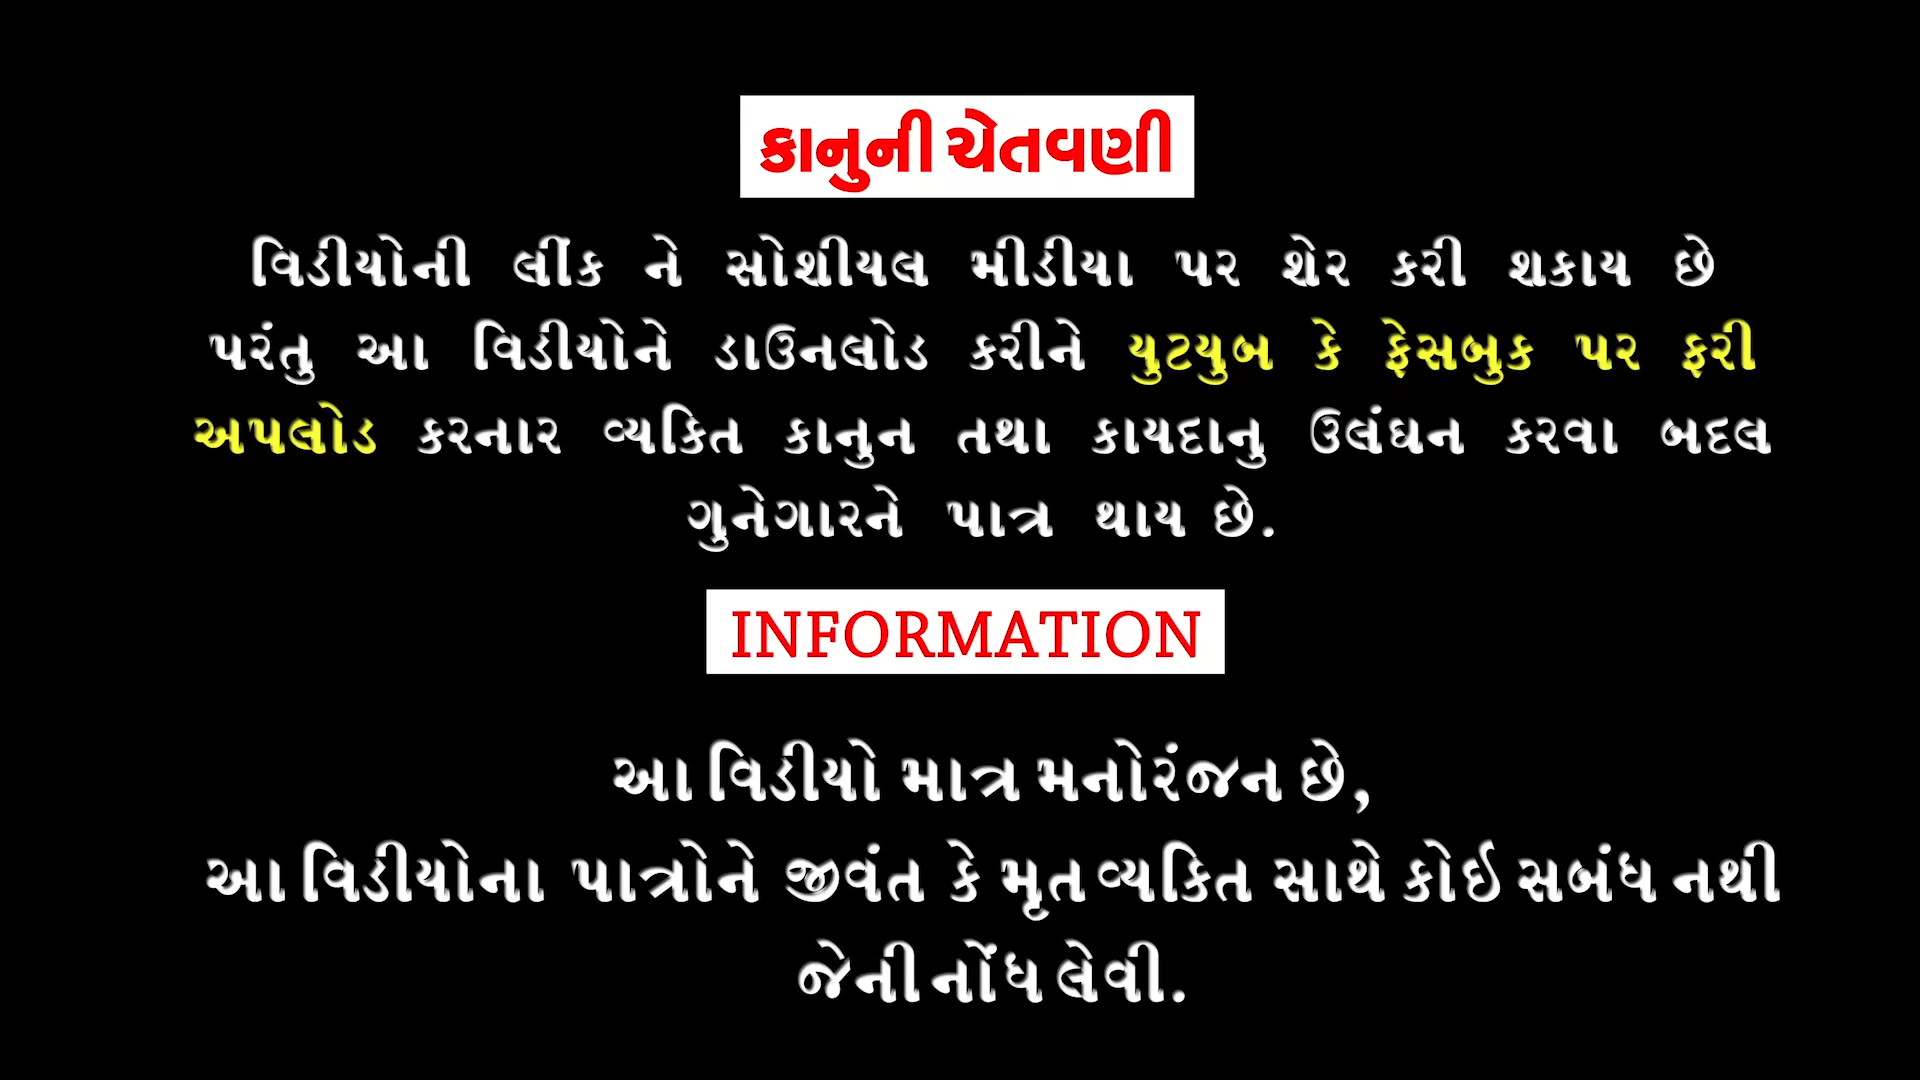 કાનુની ચેતવણી
વિડીયોની લીંક ને સોશીયલ મીડીયા પર શેર કરી શકાય છે
પરંતુ આ વિડીયોને ડાઉનલોડ કરીને યુટયુબ કે ફેસબુક પર ફરી
અપલોડ કરનાર વ્યકિત કાનુન તથા કાયદાનુ ઉલંઘન કરવા બદલ
ગુનેગારને પાત્ર થાય છે.
INFORMATION
આ વિડીયો માત્ર મનોરંજન છે,
આ વિડીયોના પાત્રોને જીવંત કે મૃત વ્યકિત સાથે કોઇ સબંધ નથી
જેની નોંધ લેવી.